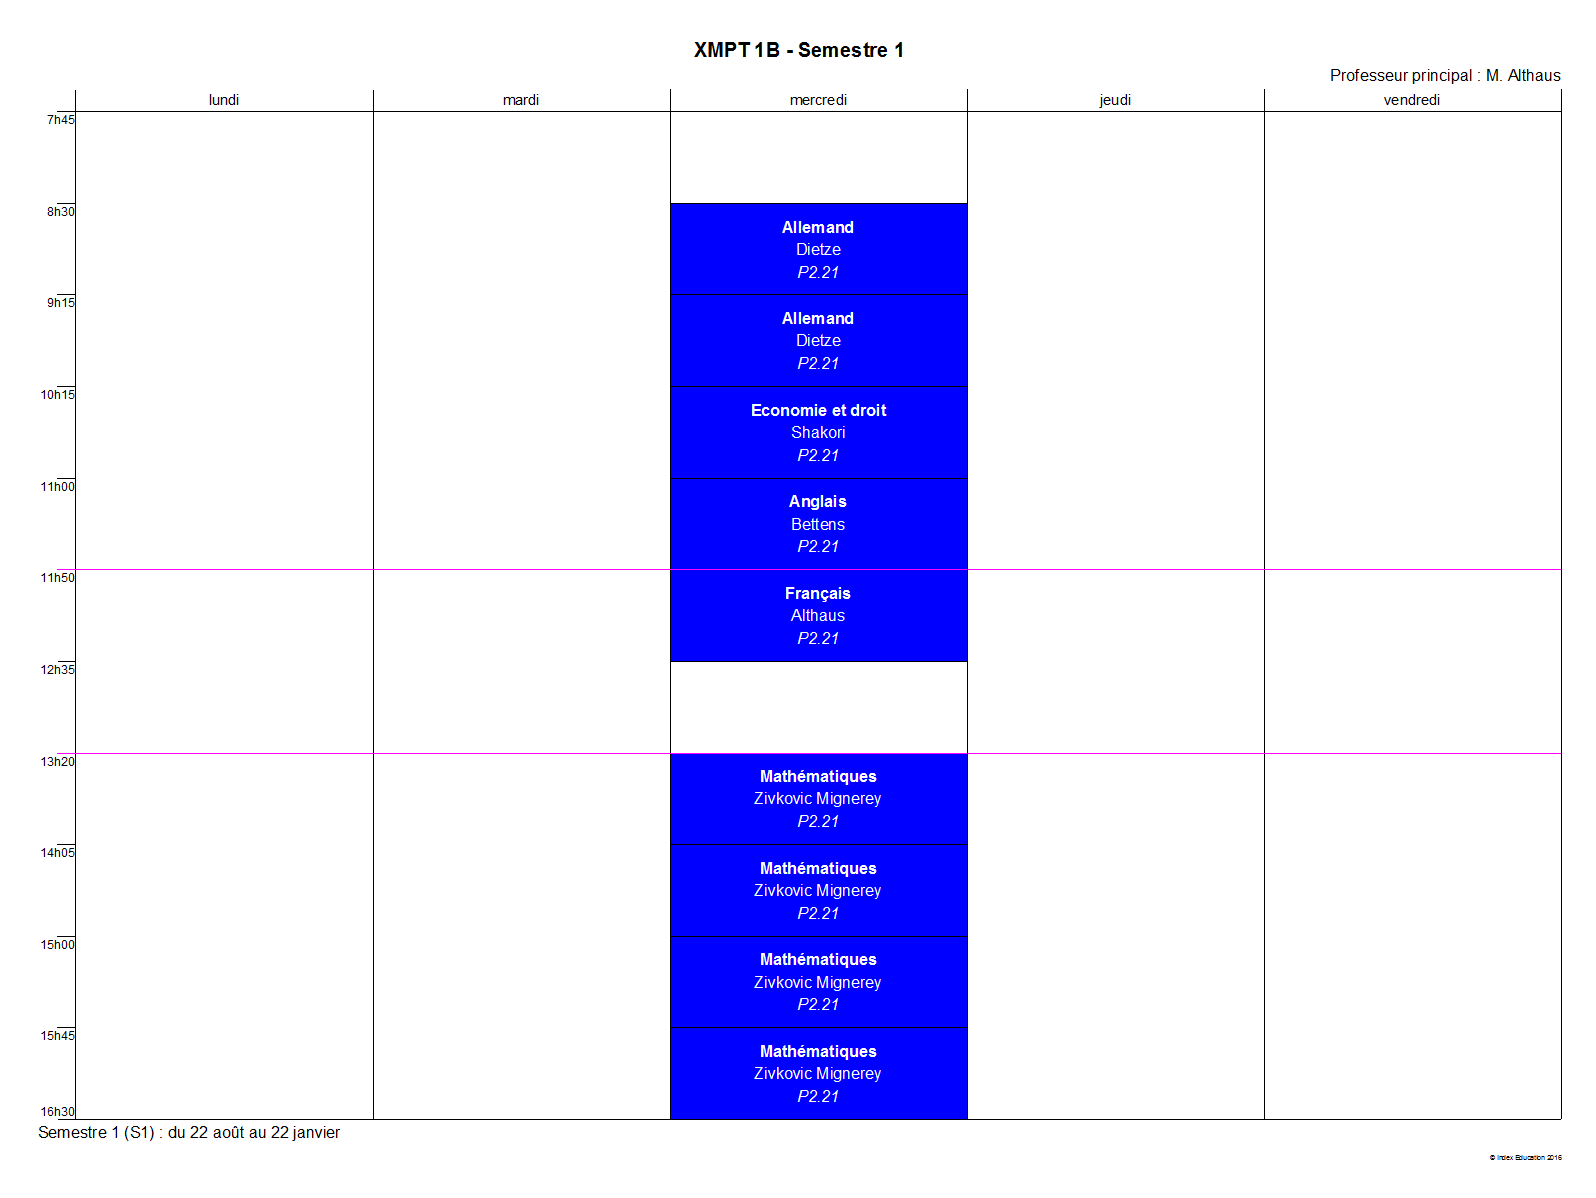 XMPT 1B - Semestre 1
Professeur principal : M. Althaus
lundi mardi mercredi jeudi vendredi
7h45
8h30
Allemand
Dietze
P2.21
9h15
Allemand
Dietze
P2.21
10h15
Economie et droit
Shakori
P2.21
11h00
Anglais
Bettens
P2.21
11h50
Français
Althaus
P2.21
12h35
13h20
Mathématiques
Zivkovic Mignerey
P2.21
14h05
Mathématiques
Zivkovic Mignerey
P2.21
15h00
Mathématiques
Zivkovic Mignerey
P2.21
15h45
Mathématiques
Zivkovic Mignerey
P2.21
16h30
Semestre 1 (S1) : du 22 août au 22 janvier
© Index Education 2016